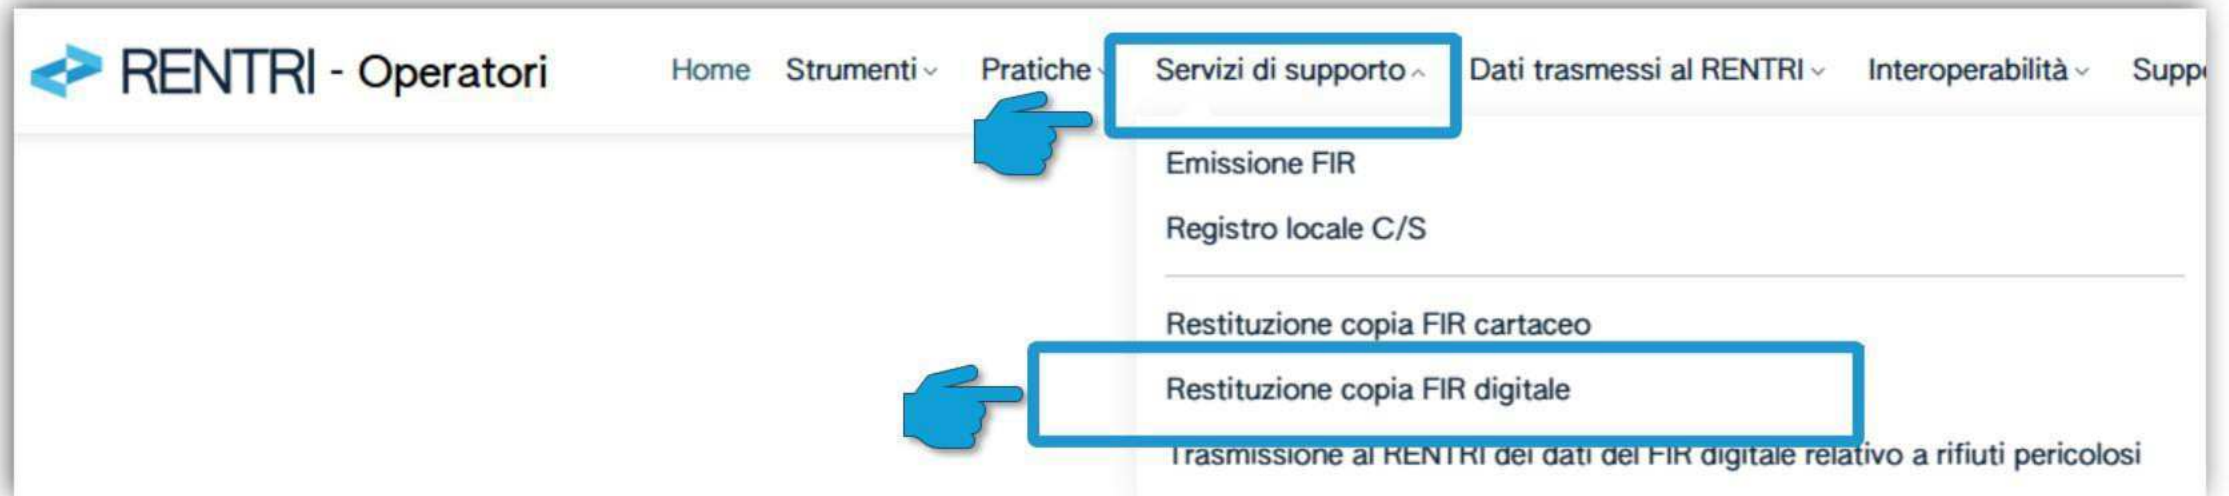 RENTRI - Operatori Home Strumenti Pratiche Servizi di supporto Dati trasmessi al RENTRI Interoperabilità
Emissione FIR
Registro locale C/S
Restituzione copia FIR cartaceo
Restituzione copia FIR digitale
Trasmissione al RENTRI dei dati del FIR digitale relativo a rifiuti pericolosi